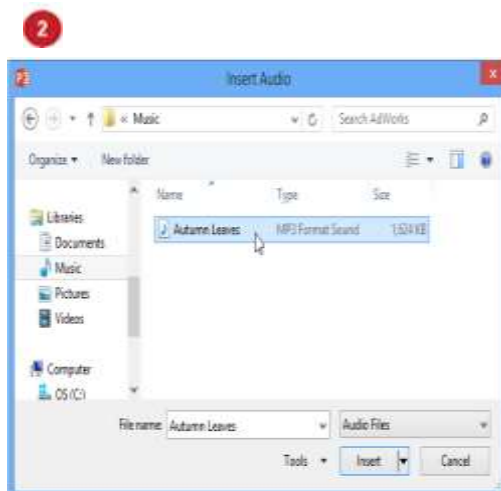 2
Insert Audio
x
« Music
Search AdWorks
Organize
New folder
Name Type Size
Autumn Leaves MP3 Format Sound 1,624 KB
Libraries
Documents
Music
Pictures
Videos
Computer
OS (C:)
File name: Autumn Leaves Audio Files
Tools Insert Cancel